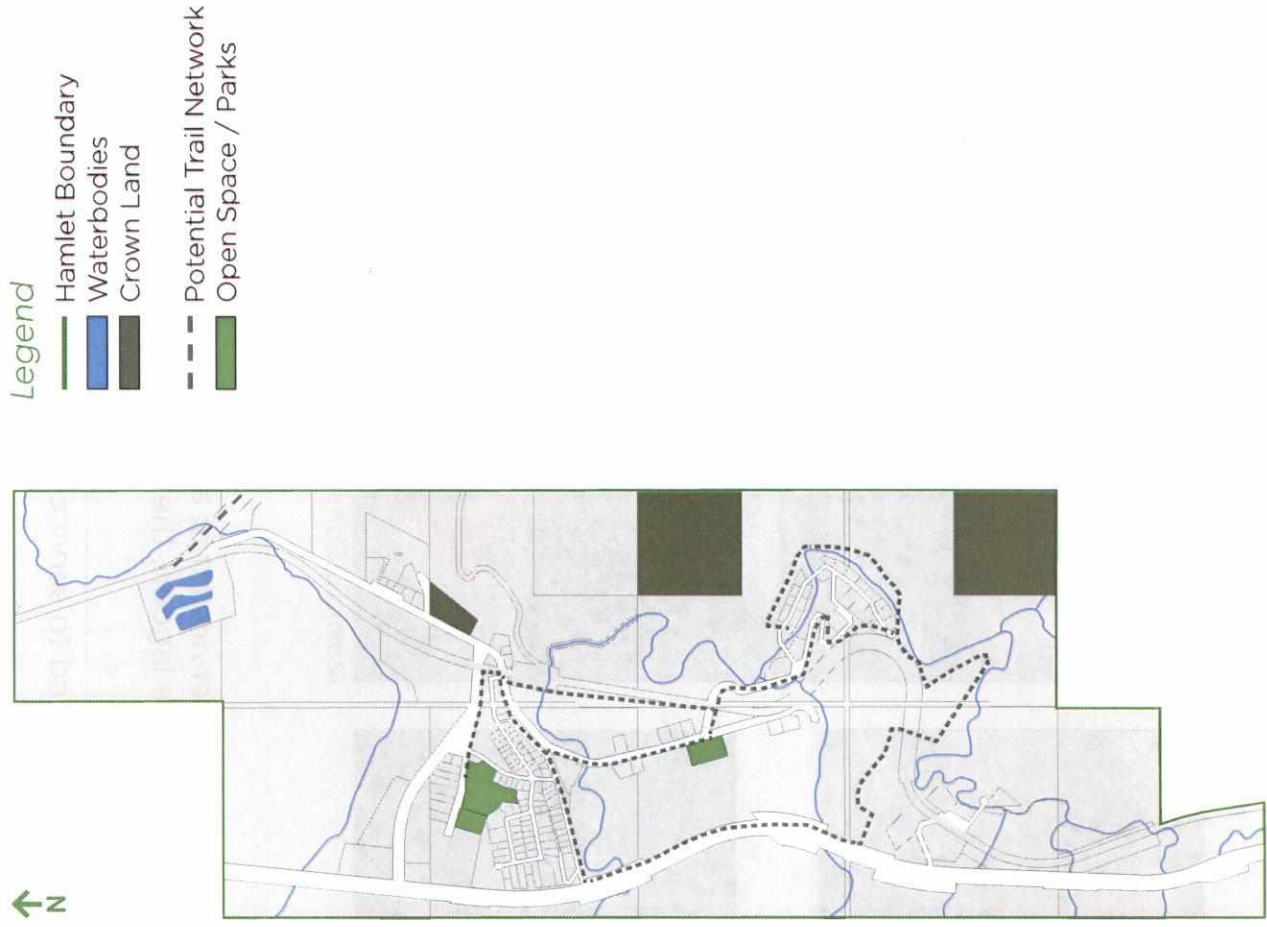 Legend
Hamlet Boundary
Waterbodies
Crown Land
Potential Trail Network
Open Space / Parks
N